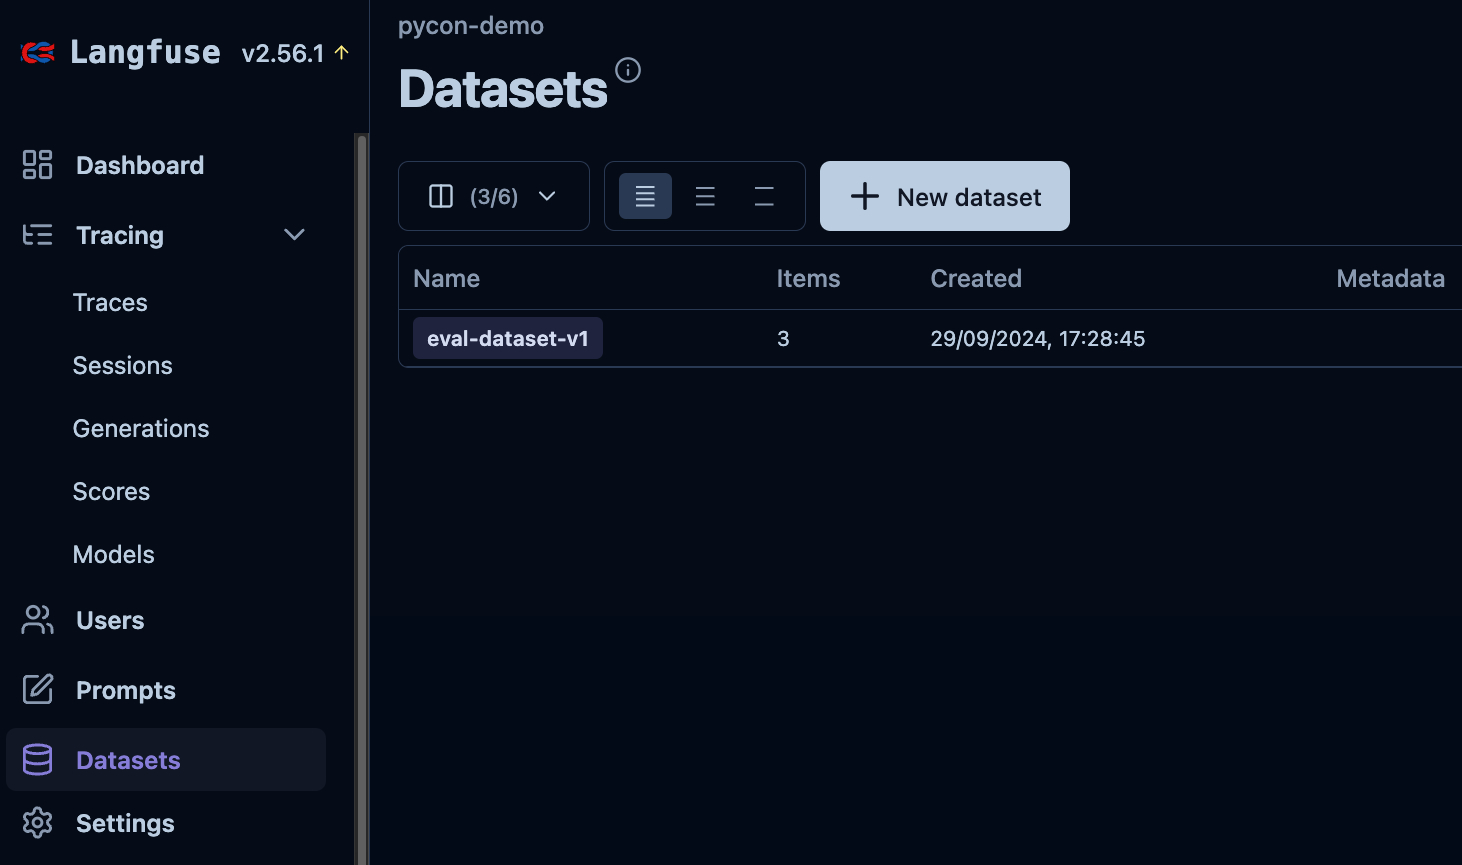 Langfuse v2.56.1
Dashboard
Tracing
Traces
Sessions
Generations
Scores
Models
Users
Prompts
Datasets
Settings
pycon-demo
Datasets
(3/6)
New dataset
Name Items Created Metadata
eval-dataset-v1 3 29/09/2024, 17:28:45